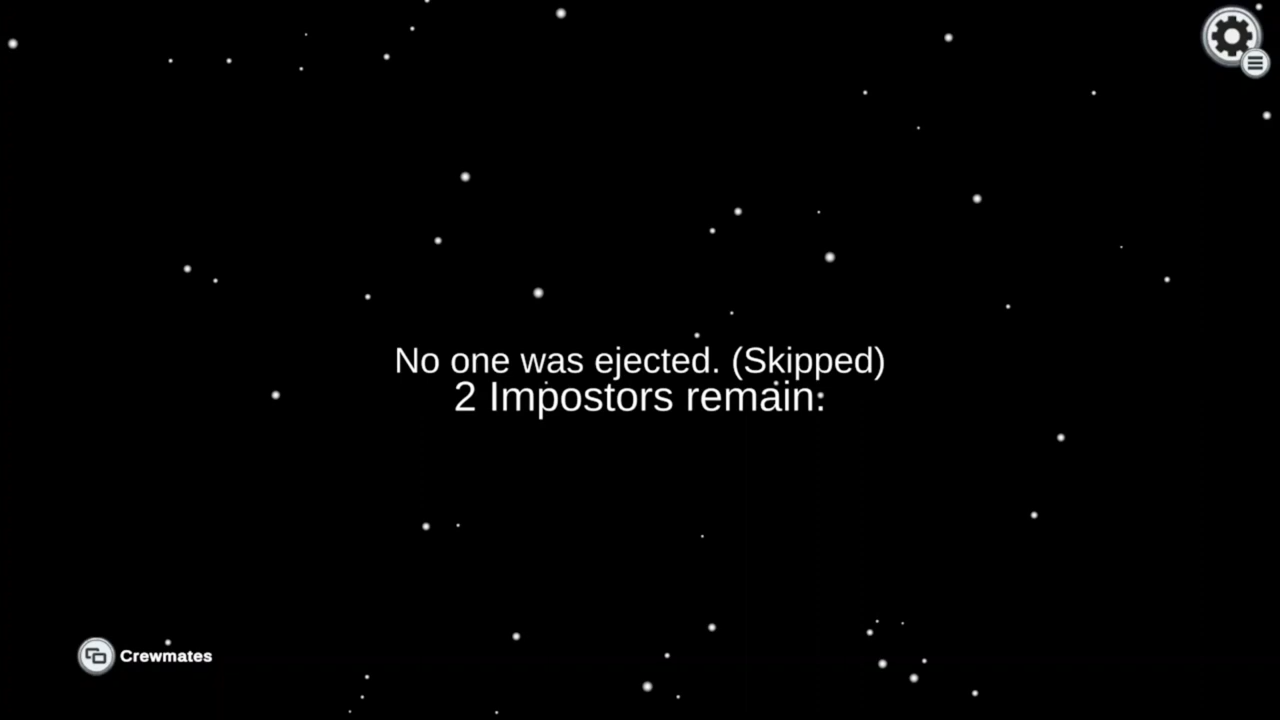 No one was ejected. (Skipped)
2 Impostors remain.
Crewmates